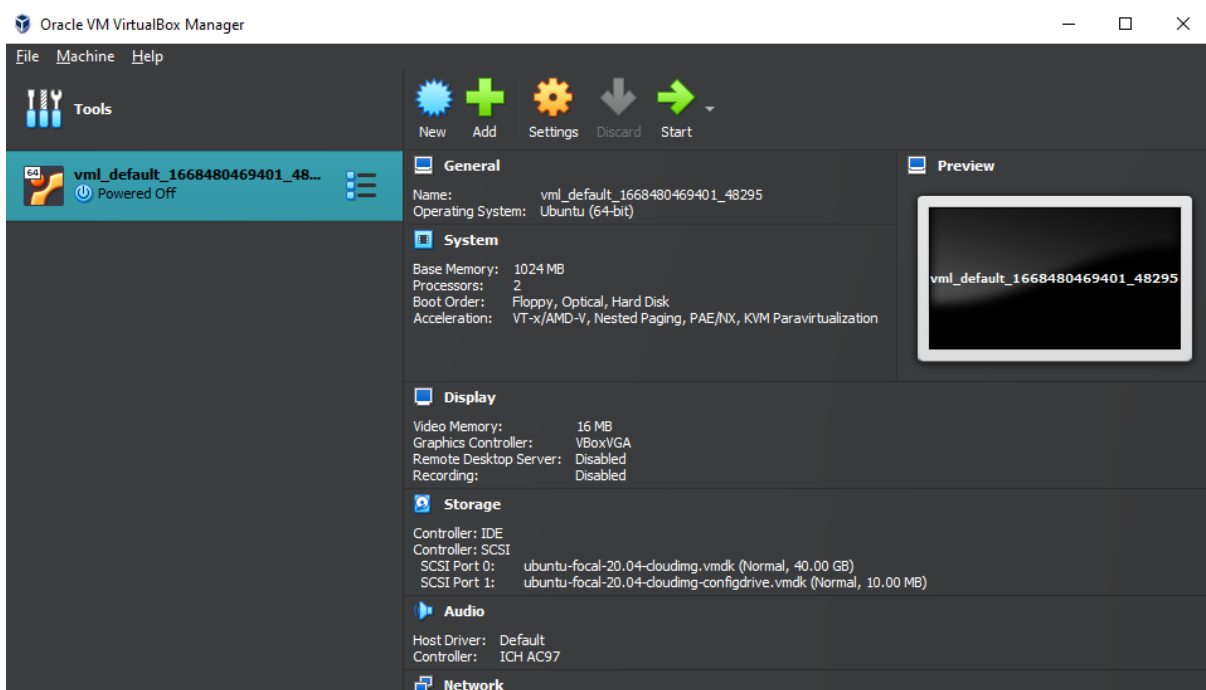 Oracle VM VirtualBox Manager
File Machine Help
Tools
New Add Settings Discard Start
64
vml_default_1668480469401_48...
Powered Off
General
Name: vml_default_1668480469401_48295
Operating System: Ubuntu (64-bit)
System
Base Memory: 1024 MB
Processors: 2
Boot Order: Floppy, Optical, Hard Disk
Acceleration: VT-x/AMD-V, Nested Paging, PAE/NX, KVM Paravirtualization
Preview
vml_default_1668480469401_48295
Display
Video Memory: 16 MB
Graphics Controller: VBoxVGA
Remote Desktop Server: Disabled
Recording: Disabled
Storage
Controller: IDE
Controller: SCSI
SCSI Port 0: ubuntu-focal-20.04-cloudimg.vmdk (Normal, 40.00 GB)
SCSI Port 1: ubuntu-focal-20.04-cloudimg-configdrive.vmdk (Normal, 10.00 MB)
Audio
Host Driver: Default
Controller: ICH AC97
Network